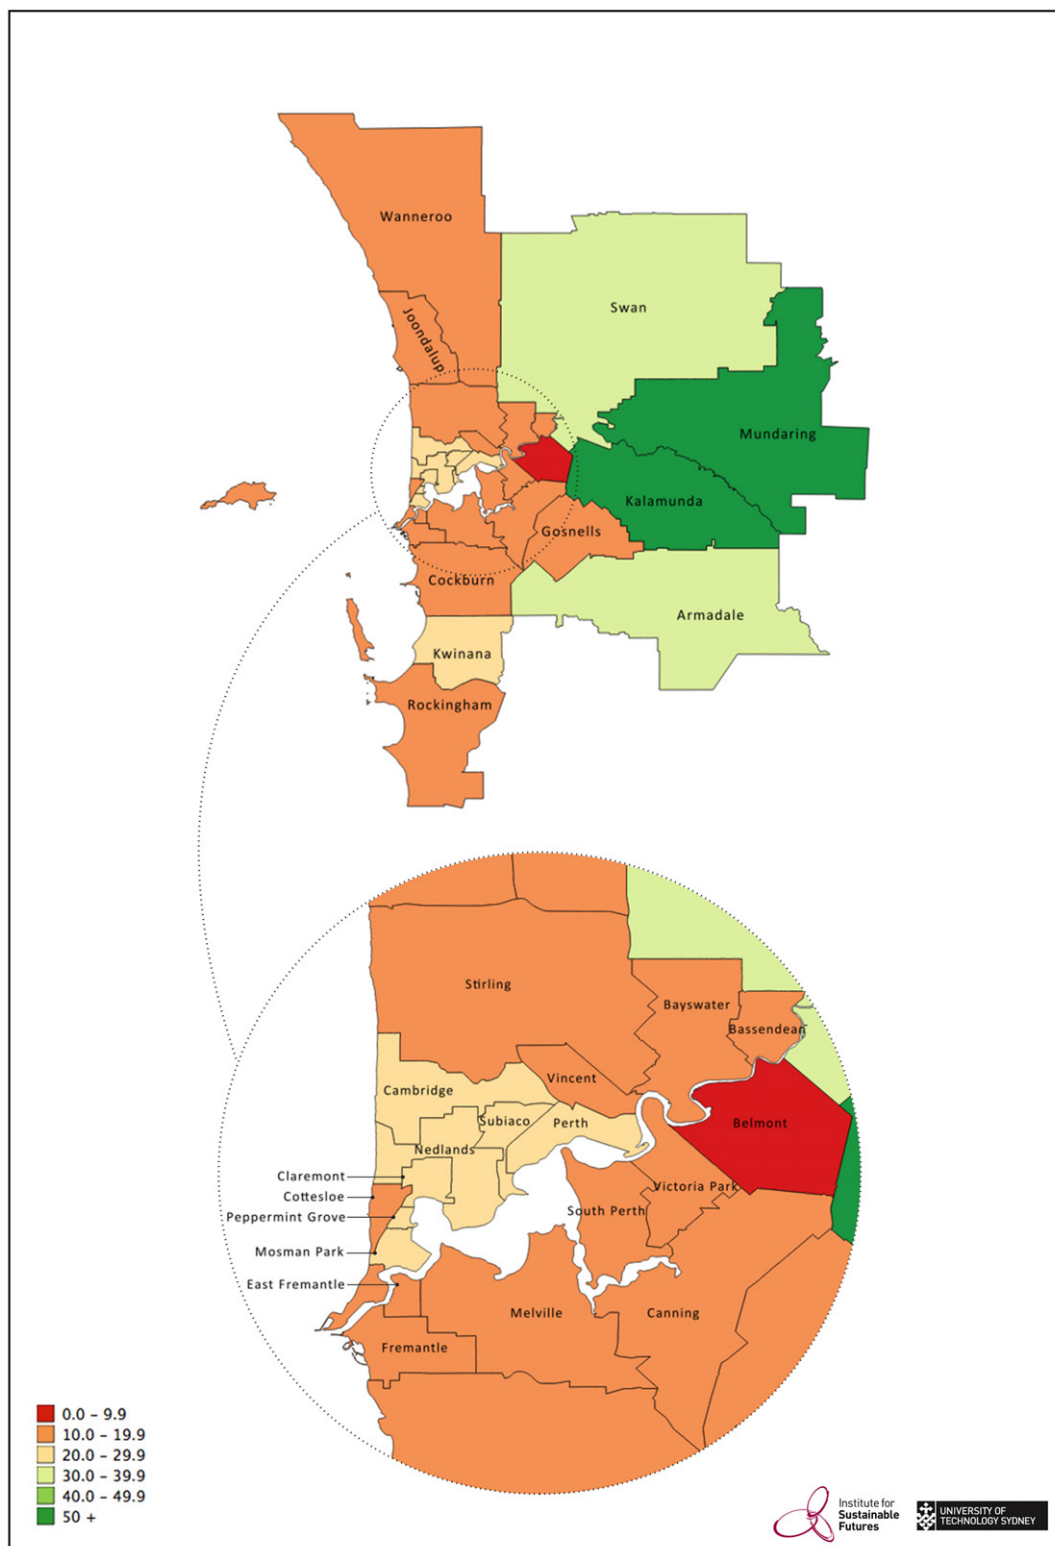 Wanneroo
Joondalup
Swan
Mundaring
Kalamunda
Gosnells
Cockburn
Armadale
Kwinana
Rockingham
Stirling
Bayswater
Bassendean
Vincent
Cambridge
Subiaco
Perth
Belmont
Nedlands
Claremont
Victoria Park
Cottesloe
South Perth
Peppermint Grove
Mosman Park
East Fremantle
Melville
Canning
Fremantle
0.0 – 9.9
10.0 – 19.9
20.0 – 29.9
30.0 – 39.9
40.0 – 49.9
50 +
Institute for
Sustainable
Futures
UNIVERSITY OF
TECHNOLOGY SYDNEY